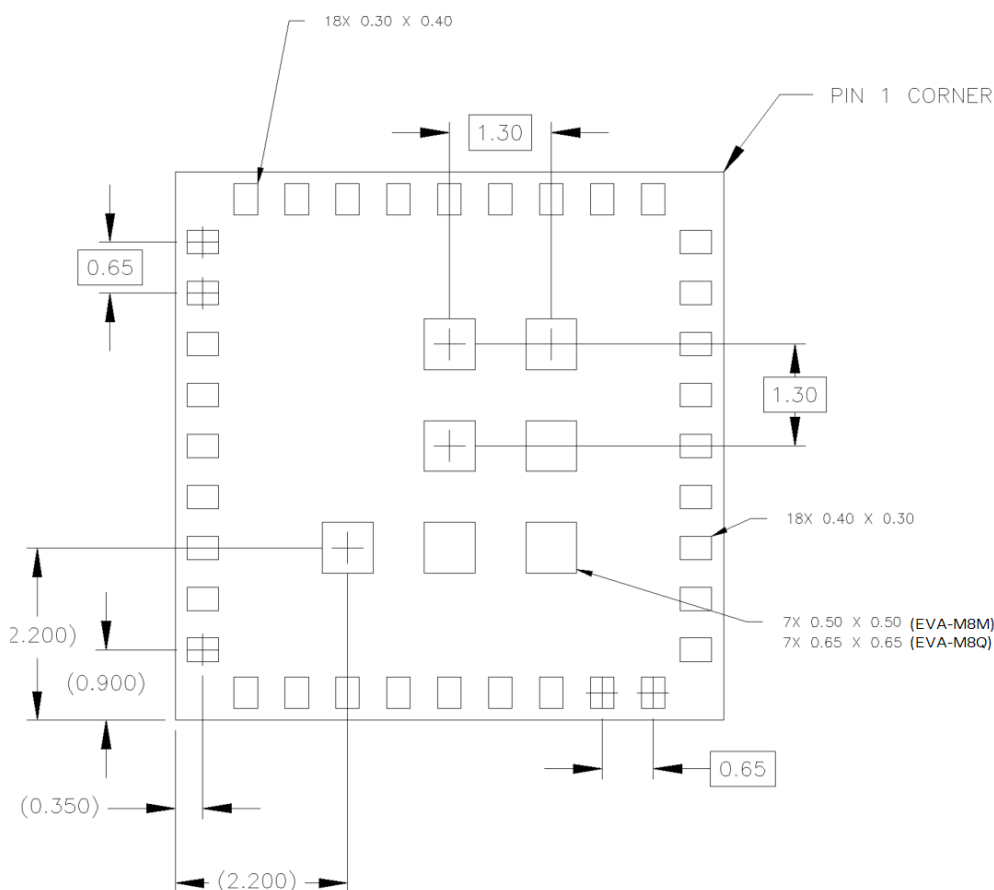 18X 0.30 X 0.40
PIN 1 CORNER
1.30
0.65
1.30
18X 0.40 X 0.30
7X 0.50 X 0.50 (EVA-M8M)
7X 0.65 X 0.65 (EVA-M8Q)
2.200)
(0.900)
0.65
(0.350)
(2.200)